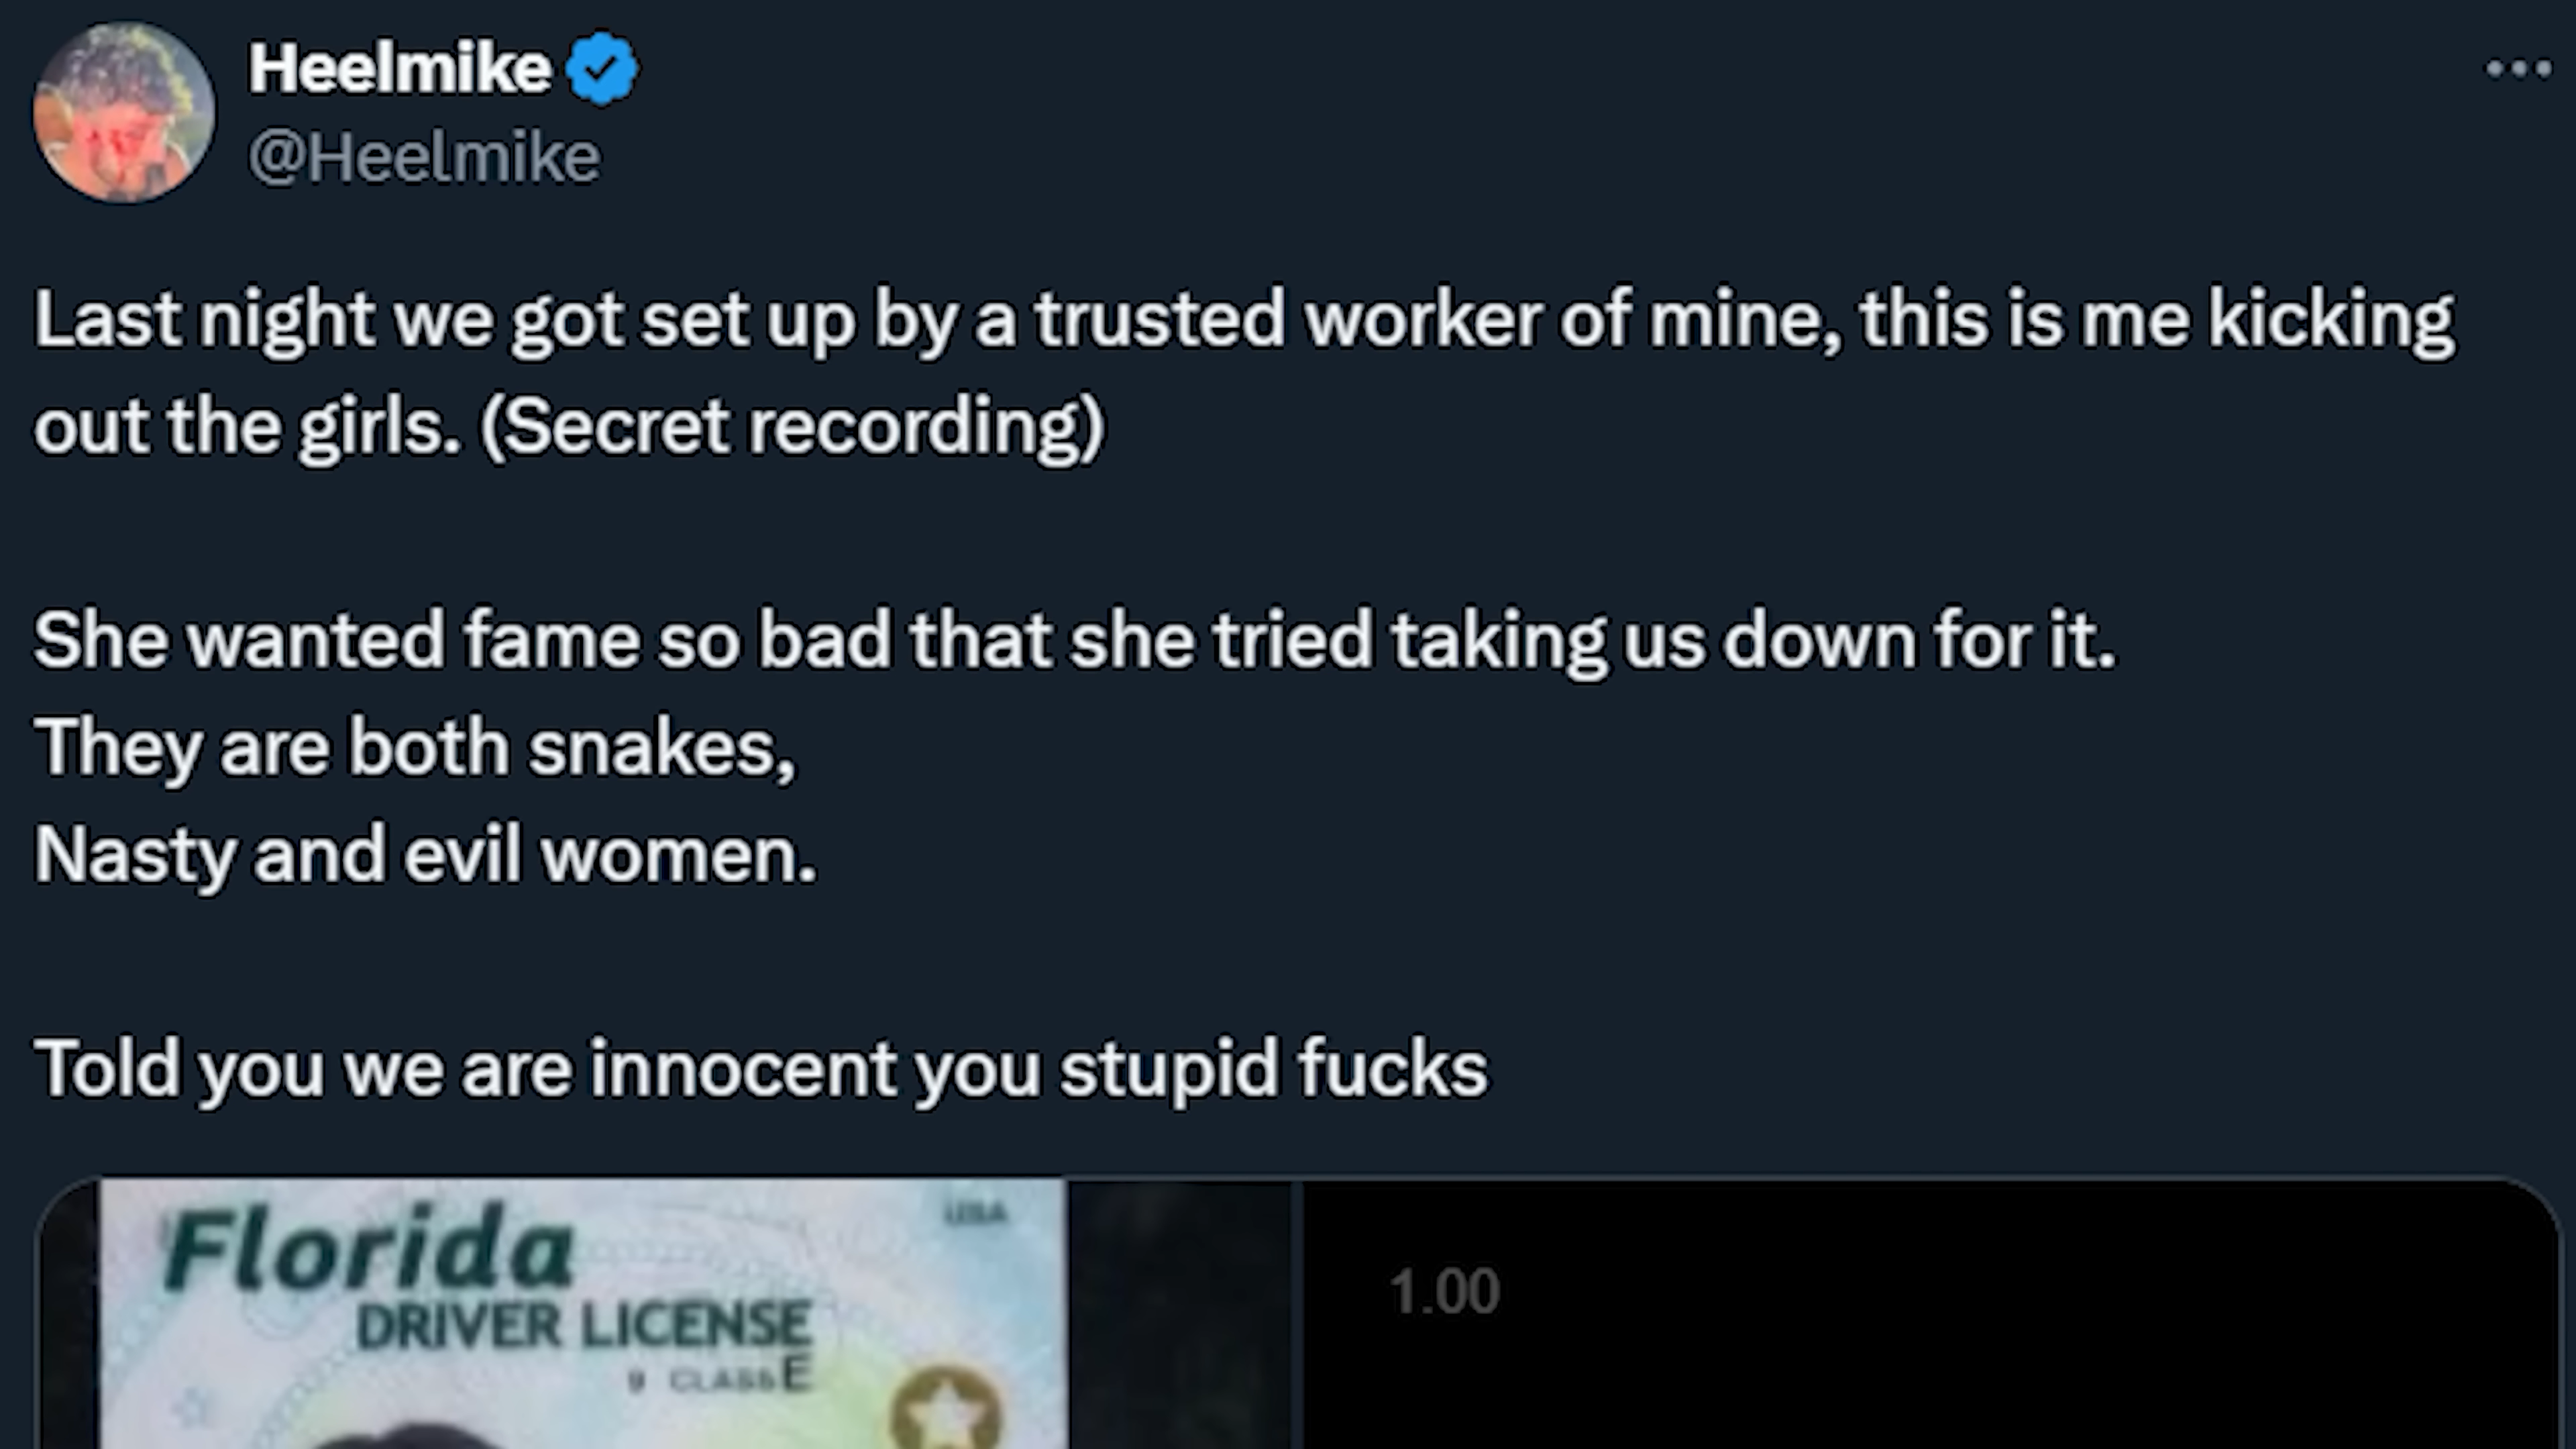 Heelmike
@Heelmike
Last night we got set up by a trusted worker of mine, this is me kicking
out the girls. (Secret recording)
She wanted fame so bad that she tried taking us down for it.
They are both snakes,
Nasty and evil women.
Told you we are innocent you stupid fucks
Florida
USA
DRIVER LICENSE
9 CLASS E
1.00